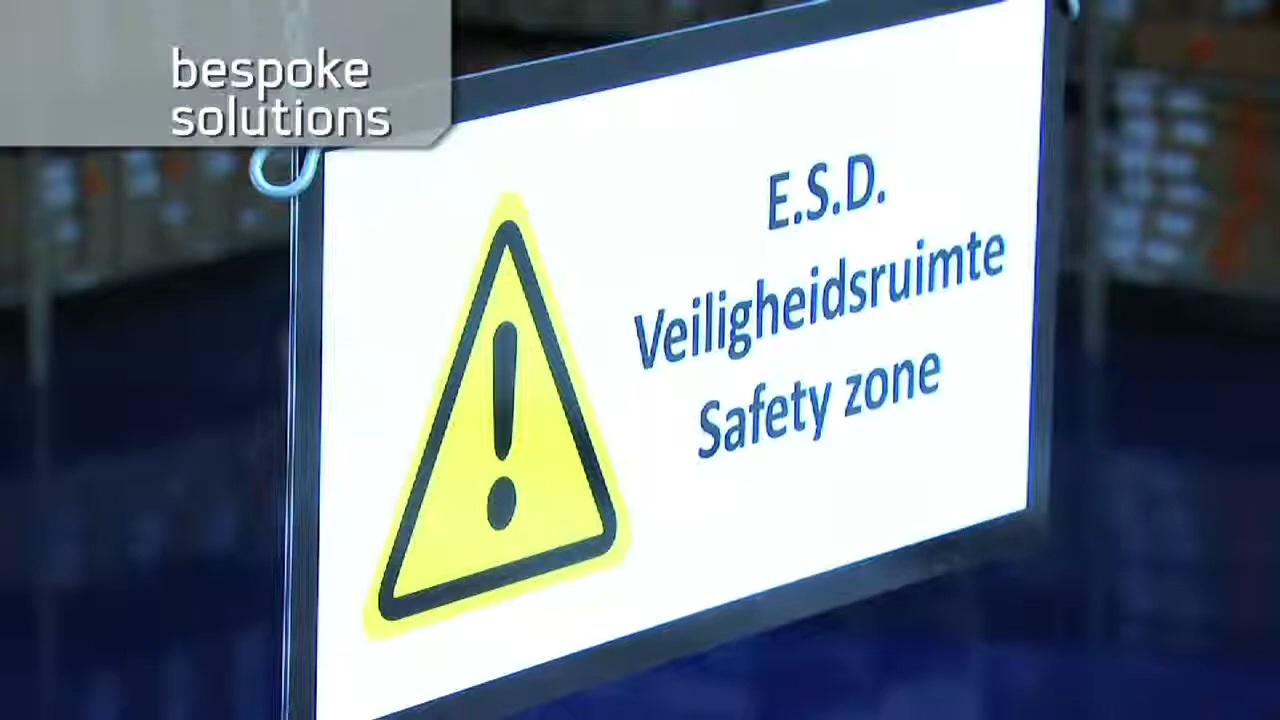 bespoke
solutions
E.S.D.
Veiligheidsruimte
Safety zone